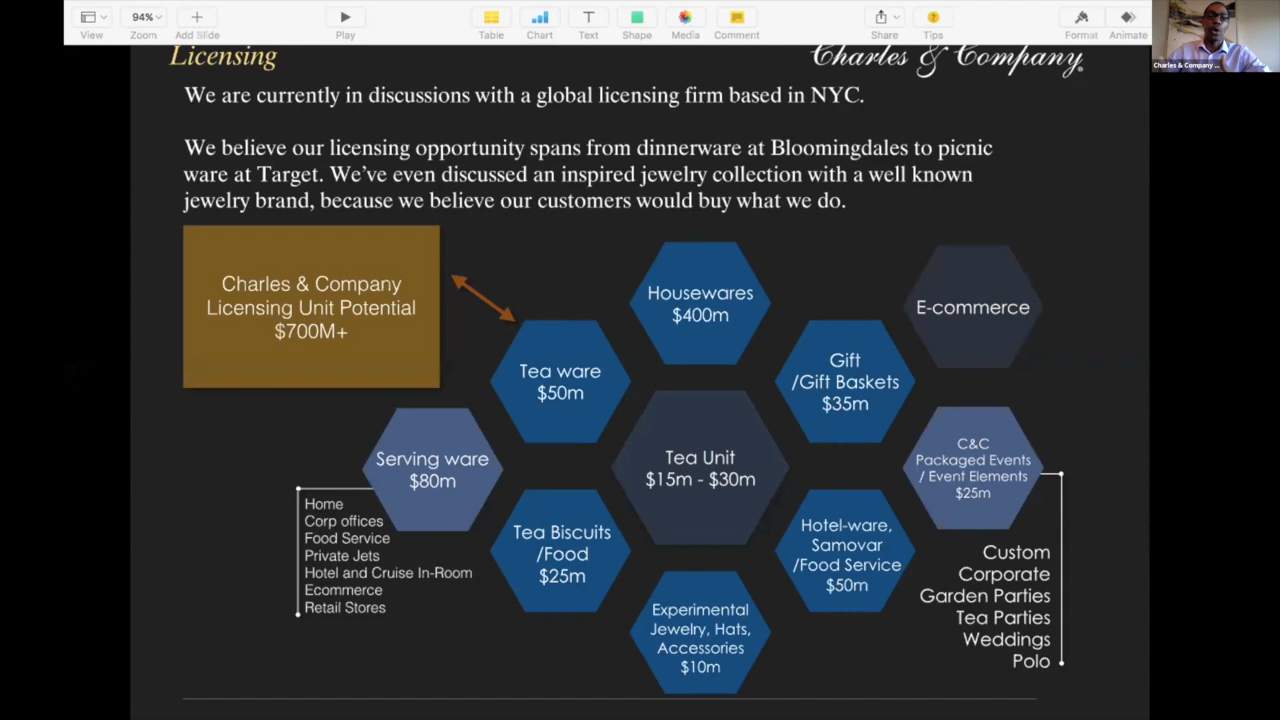 94%
View
Zoom
Add Slide
Play
Table
Chart
Text
Shape
Media
Comment
Share
Tips
Format
Animate
Charles & Company ...
Licensing
Charles & Company®
We are currently in discussions with a global licensing firm based in NYC.
We believe our licensing opportunity spans from dinnerware at Bloomingdales to picnic
ware at Target. We've even discussed an inspired jewelry collection with a well known
jewelry brand, because we believe our customers would buy what we do.
Charles & Company
Licensing Unit Potential
$700M+
Housewares
$400m
E-commerce
Tea ware
$50m
Gift
/Gift Baskets
$35m
Serving ware
$80m
Tea Unit
$15m - $30m
C&C
Packaged Events
/ Event Elements
$25m
Home
Corp offices
Food Service
Private Jets
Hotel and Cruise In-Room
Ecommerce
Retail Stores
Tea Biscuits
/Food
$25m
Hotel-ware,
Samovar
/Food Service
$50m
Experimental
Jewelry, Hats,
Accessories
$10m
Custom
Corporate
Garden Parties
Tea Parties
Weddings
Polo